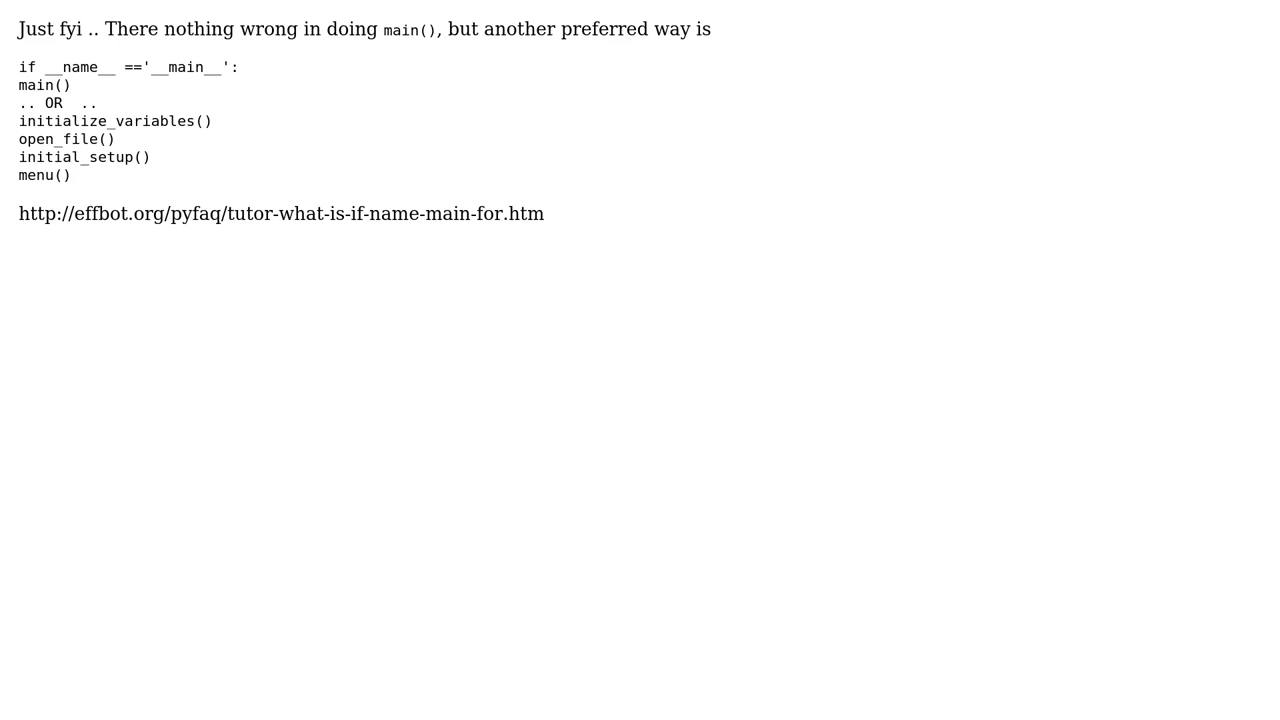 Just fyi .. There nothing wrong in doing main(), but another preferred way is
if __name__ =='__main__':
main()
.. OR  ..
initialize_variables()
open_file()
initial_setup()
menu()
http://effbot.org/pyfaq/tutor-what-is-if-name-main-for.htm